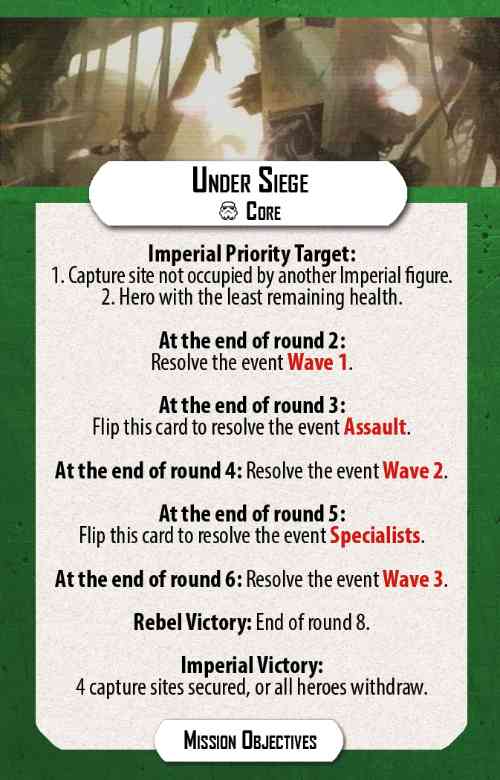 Under Siege
Core
Imperial Priority Target:
1. Capture site not occupied by another Imperial figure.
2. Hero with the least remaining health.
At the end of round 2:
Resolve the event Wave 1.
At the end of round 3:
Flip this card to resolve the event Assault.
At the end of round 4: Resolve the event Wave 2.
At the end of round 5:
Flip this card to resolve the event Specialists.
At the end of round 6: Resolve the event Wave 3.
Rebel Victory: End of round 8.
Imperial Victory:
4 capture sites secured, or all heroes withdraw.
Mission Objectives